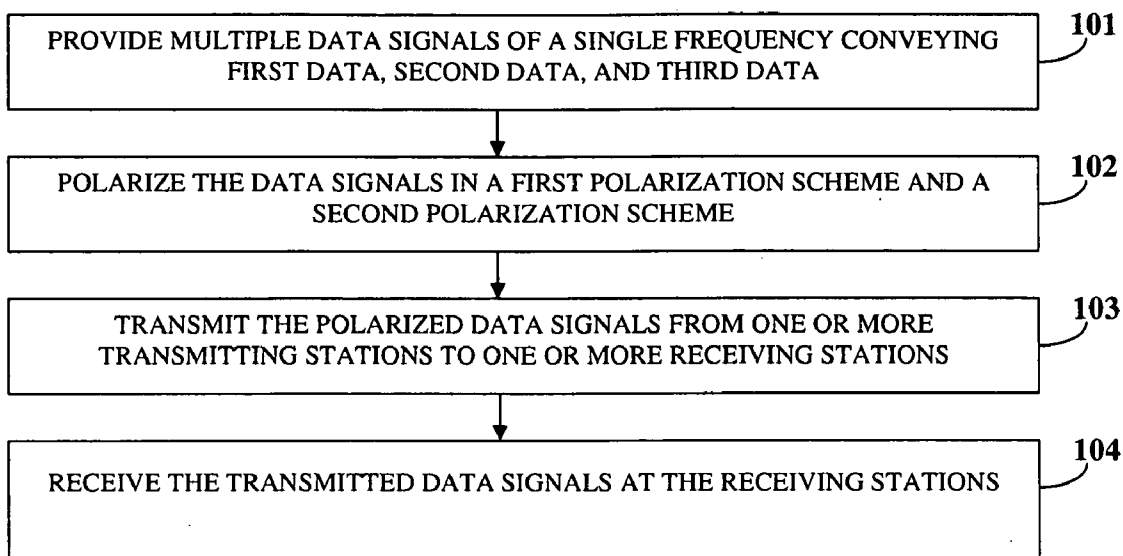 101
PROVIDE MULTIPLE DATA SIGNALS OF A SINGLE FREQUENCY CONVEYING
FIRST DATA, SECOND DATA, AND THIRD DATA
102
POLARIZE THE DATA SIGNALS IN A FIRST POLARIZATION SCHEME AND A
SECOND POLARIZATION SCHEME
103
TRANSMIT THE POLARIZED DATA SIGNALS FROM ONE OR MORE
TRANSMITTING STATIONS TO ONE OR MORE RECEIVING STATIONS
104
RECEIVE THE TRANSMITTED DATA SIGNALS AT THE RECEIVING STATIONS